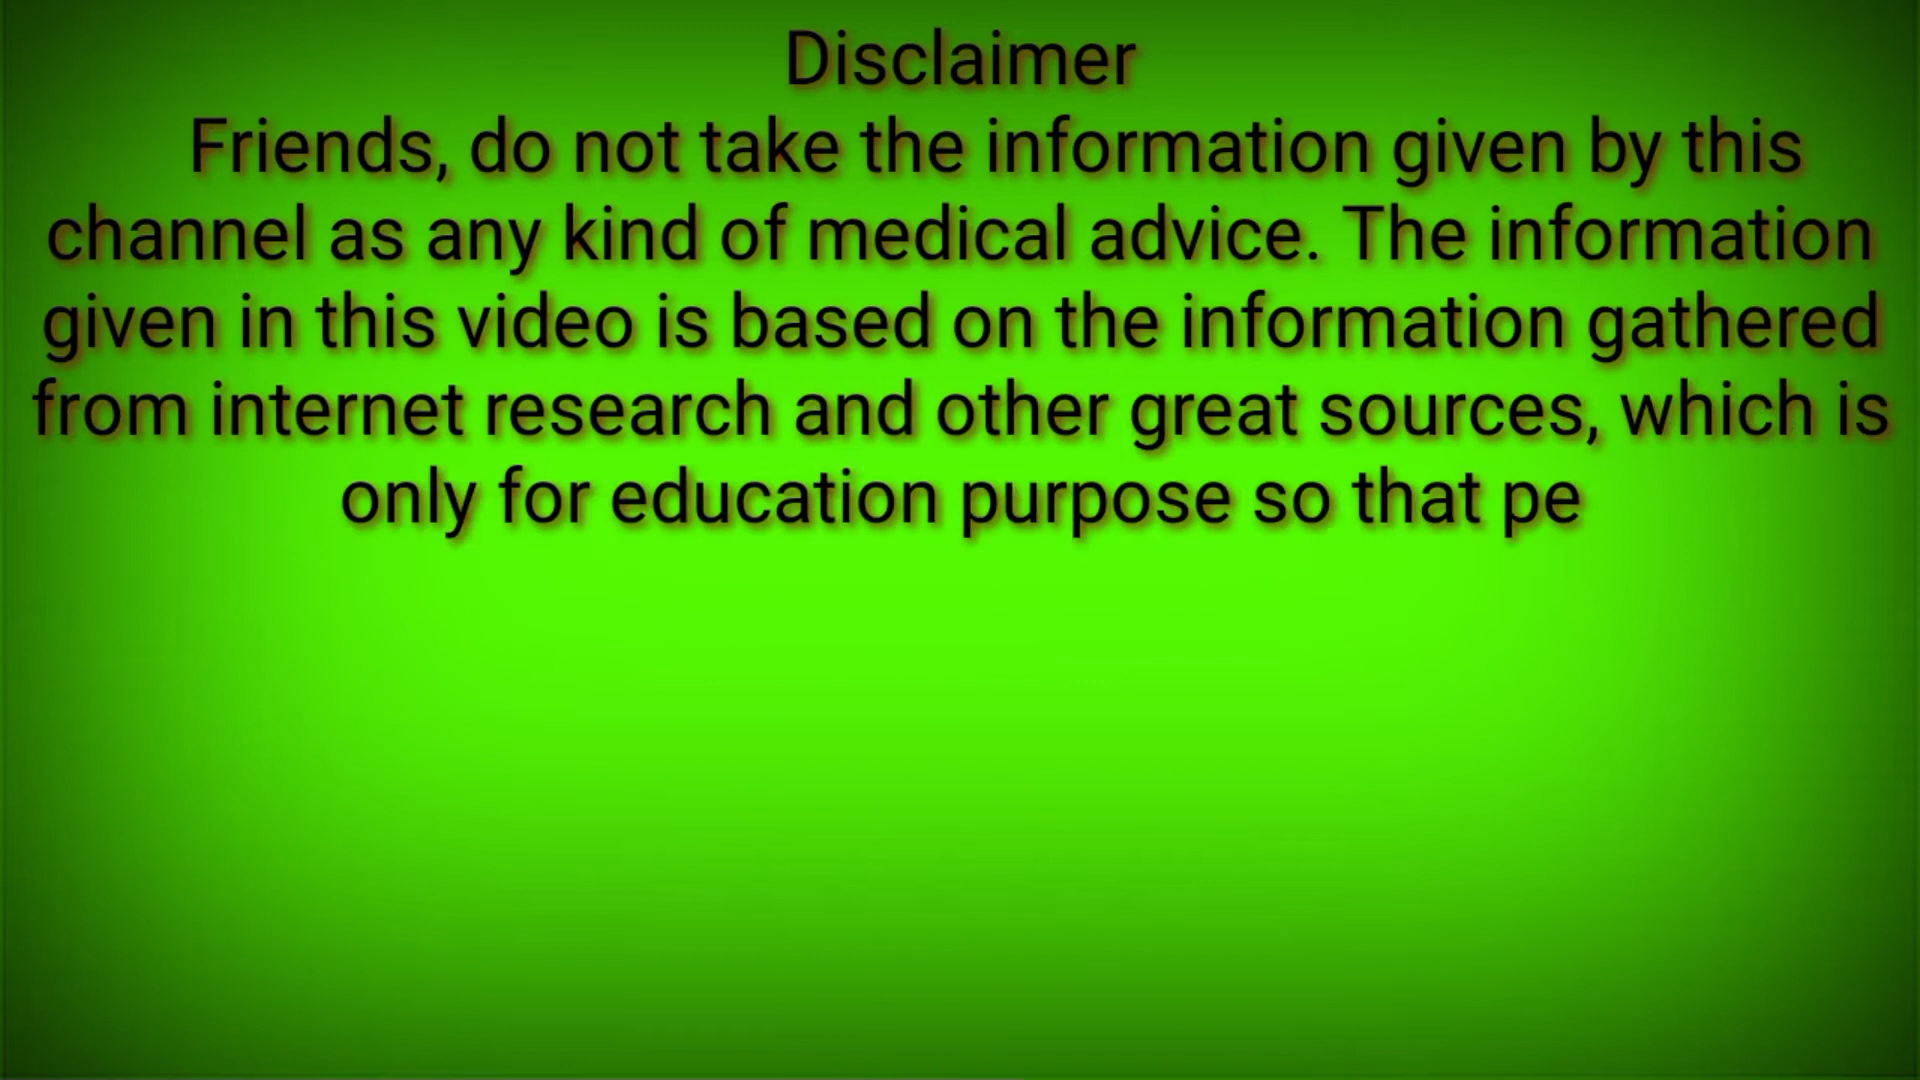 Disclaimer
Friends, do not take the information given by this
channel as any kind of medical advice. The information
given in this video is based on the information gathered
from internet research and other great sources, which is
only for education purpose so that pe